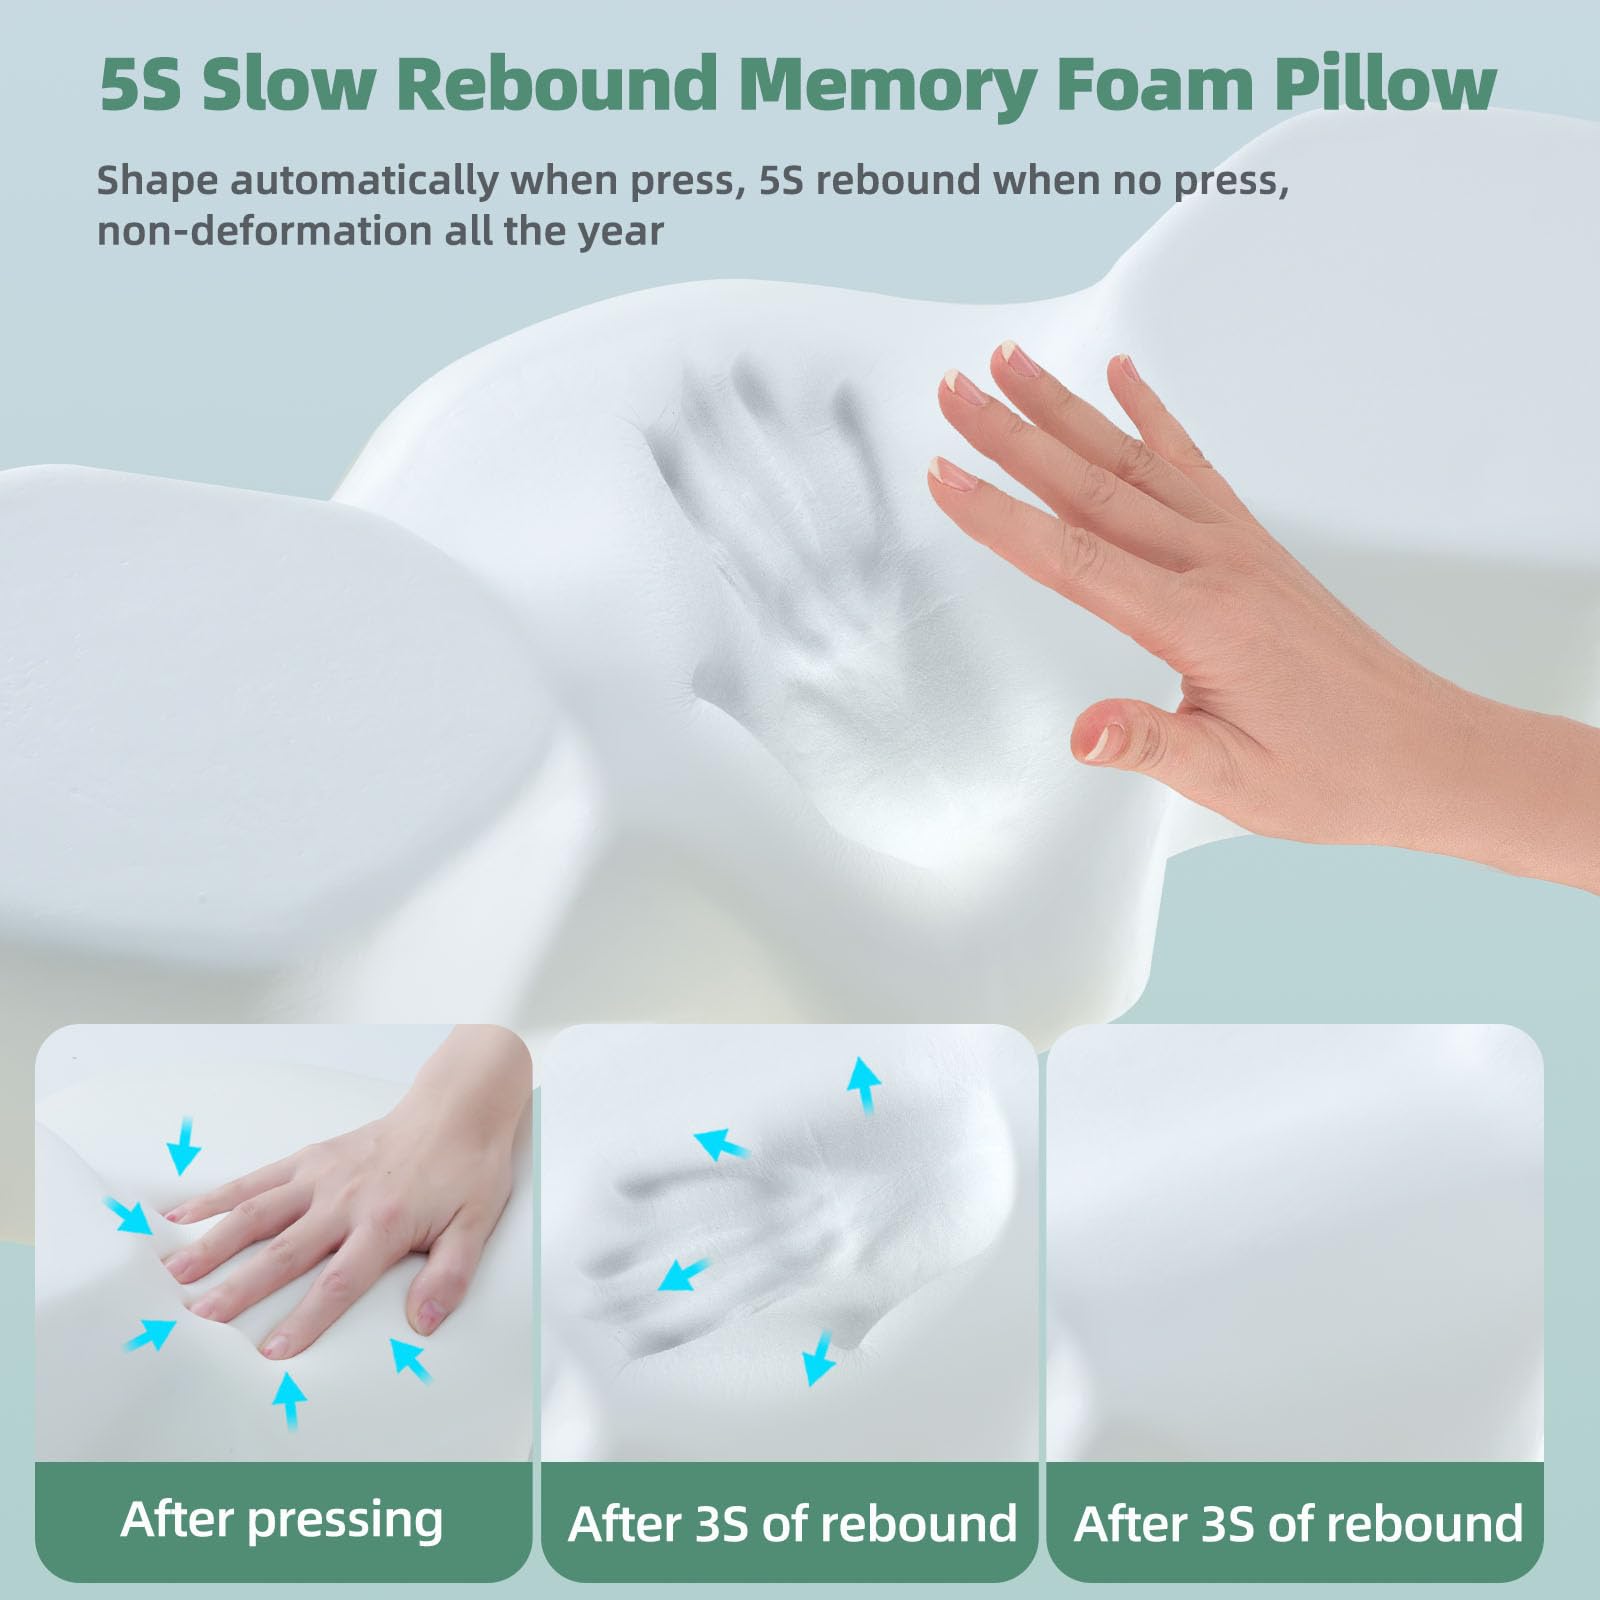 5S Slow Rebound Memory Foam Pillow
Shape automatically when press, 5S rebound when no press,
non-deformation all the year
After pressing
After 3S of rebound
After 3S of rebound